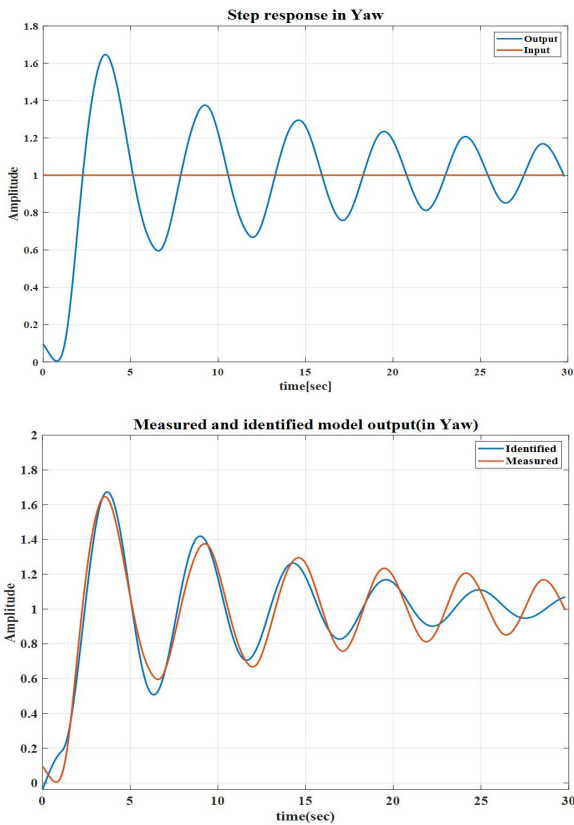 Step response in Yaw
Output
Input
Amplitude
1.8
1.6
1.4
1.2
1
0.8
0.6
0.4
0.2
0
0 5 10 15 20 25 30
time[sec]
Measured and identified model output(in Yaw)
Identified
Measured
Amplitude
2
1.8
1.6
1.4
1.2
1
0.8
0.6
0.4
0.2
0
0 5 10 15 20 25 30
time(sec)